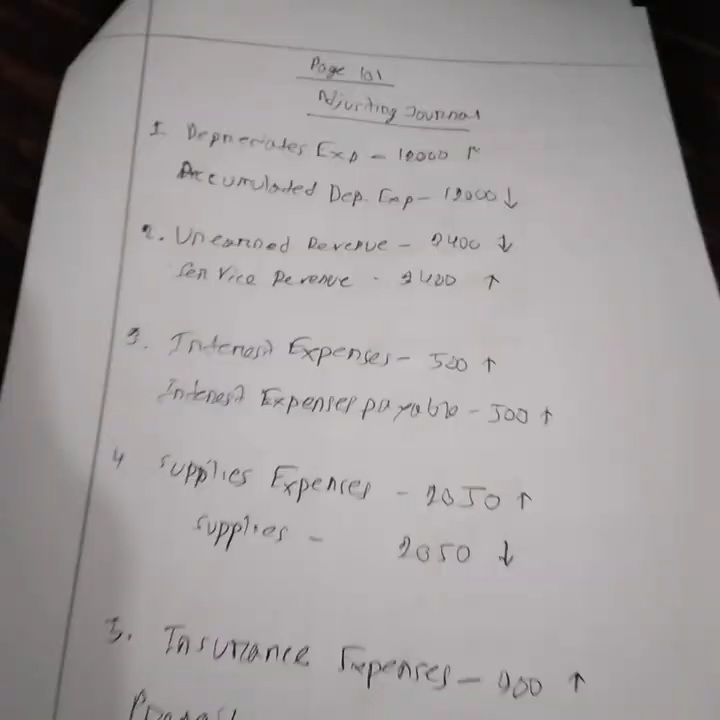 Page 101
Adjusting Journal
1. Depreciates Exp - 12000 ↑
Accumulated Dep. Exp - 12000 ↓
2. Unearned Revenue - 2400 ↓
Service Revenue - 2400 ↑
3. Interest Expenses - 500 ↑
Interest Expenses payable - 500 ↑
4 Supplies Expenses - 2050 ↑
Supplies - 2050 ↓
5. Insurance Expenses - 900 ↑